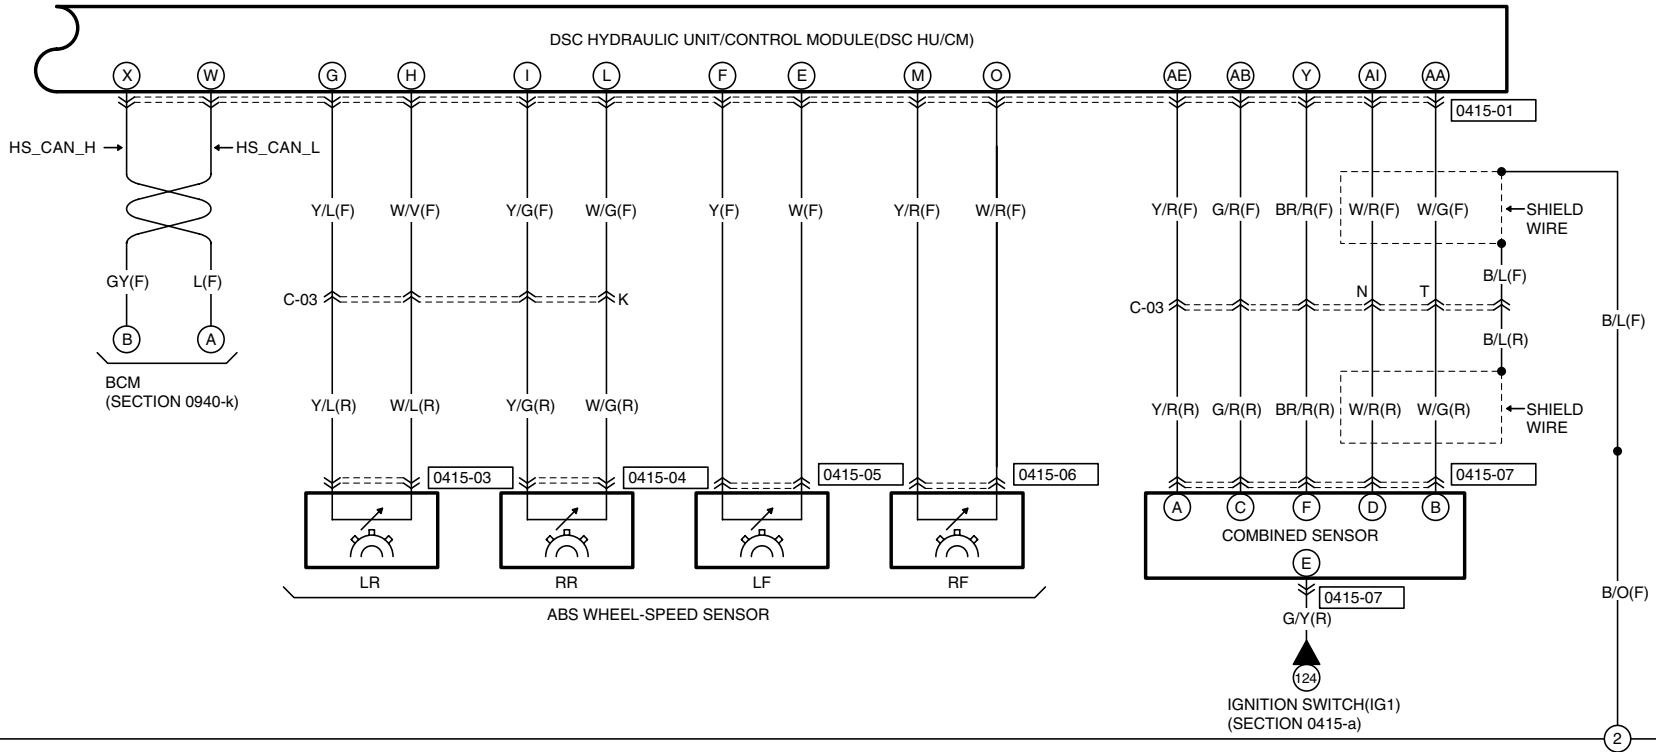 DSC HYDRAULIC UNIT/CONTROL MODULE(DSC HU/CM)
X W G H I L F E M O AE AB Y AI AA
0415-01
HS_CAN_H
HS_CAN_L
Y/L(F) W/V(F) Y/G(F) W/G(F) Y(F) W(F) Y/R(F) W/R(F) Y/R(F) G/R(F) BR/R(F) W/R(F) W/G(F)
SHIELD
WIRE
GY(F) L(F)
B/L(F)
C-03
K
C-03
N
T
B/L(F)
B A
B/L(R)
BCM
(SECTION 0940-k)
Y/L(R) W/L(R) Y/G(R) W/G(R) Y/R(R) G/R(R) BR/R(R) W/R(R) W/G(R)
SHIELD
WIRE
0415-03
0415-04
0415-05
0415-06
0415-07
A C F D B
COMBINED SENSOR
E
LR
RR
LF
RF
ABS WHEEL-SPEED SENSOR
0415-07
B/O(F)
G/Y(R)
124
IGNITION SWITCH(IG1)
(SECTION 0415-a)
2